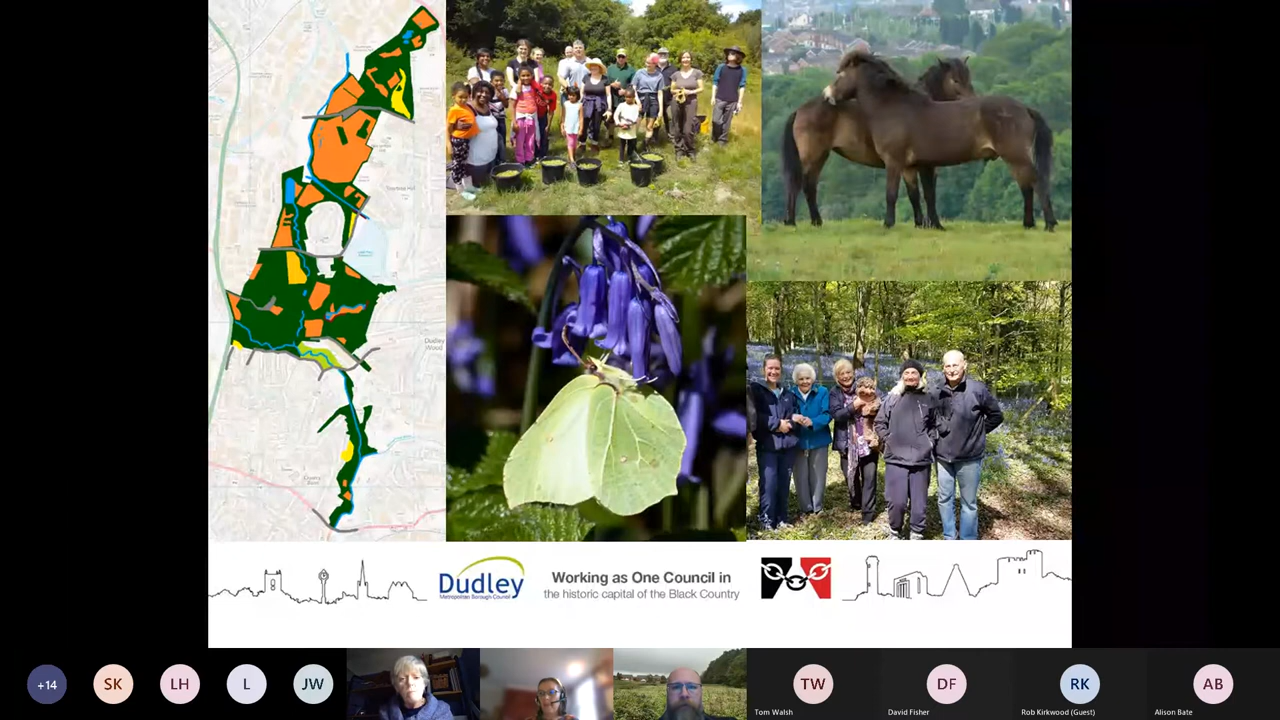 Dudley
Wood
Dudley
Metropolitan Borough Council
Working as One Council in
the historic capital of the Black Country
+14
SK
LH
L
JW
TW
DF
RK
AB
Tom Walsh
David Fisher
Rob Kirkwood (Guest)
Alison Bate